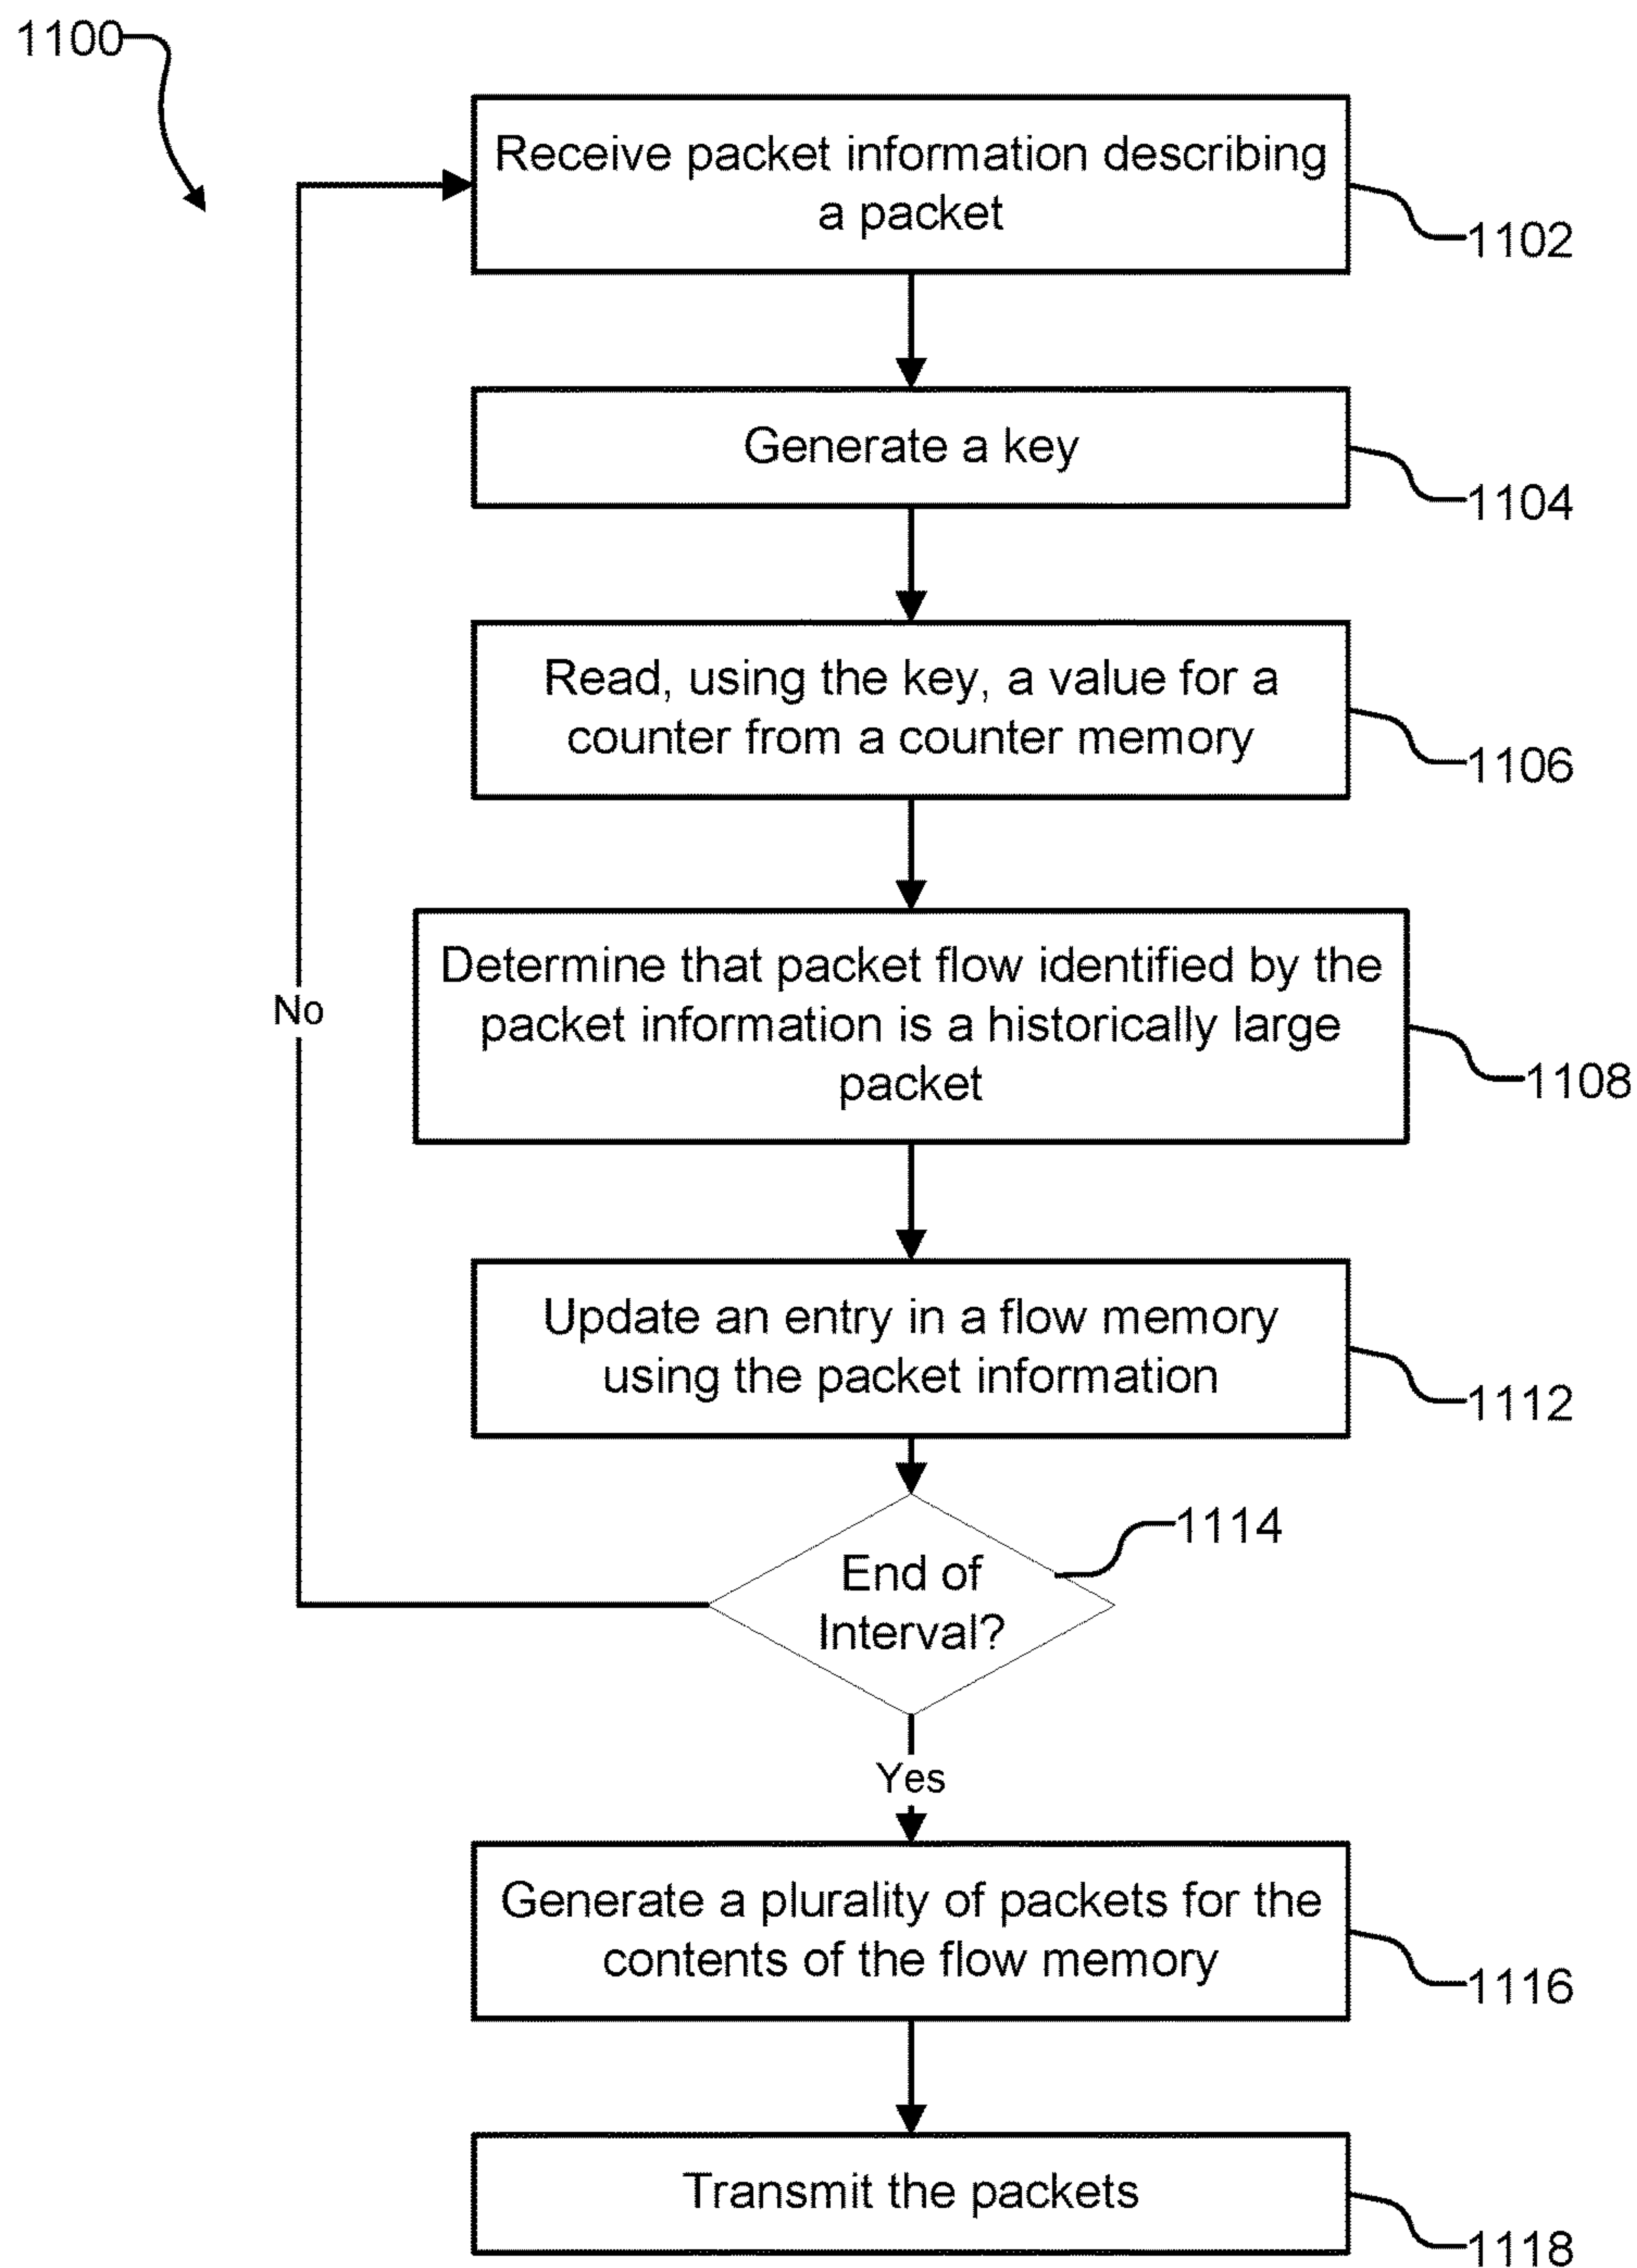 1100
Receive packet information describing
a packet
1102
Generate a key
1104
Read, using the key, a value for a
counter from a counter memory
1106
Determine that packet flow identified by the
packet information is a historically large
packet
1108
No
Update an entry in a flow memory
using the packet information
1112
1114
End of
Interval?
Yes
Generate a plurality of packets for the
contents of the flow memory
1116
Transmit the packets
1118